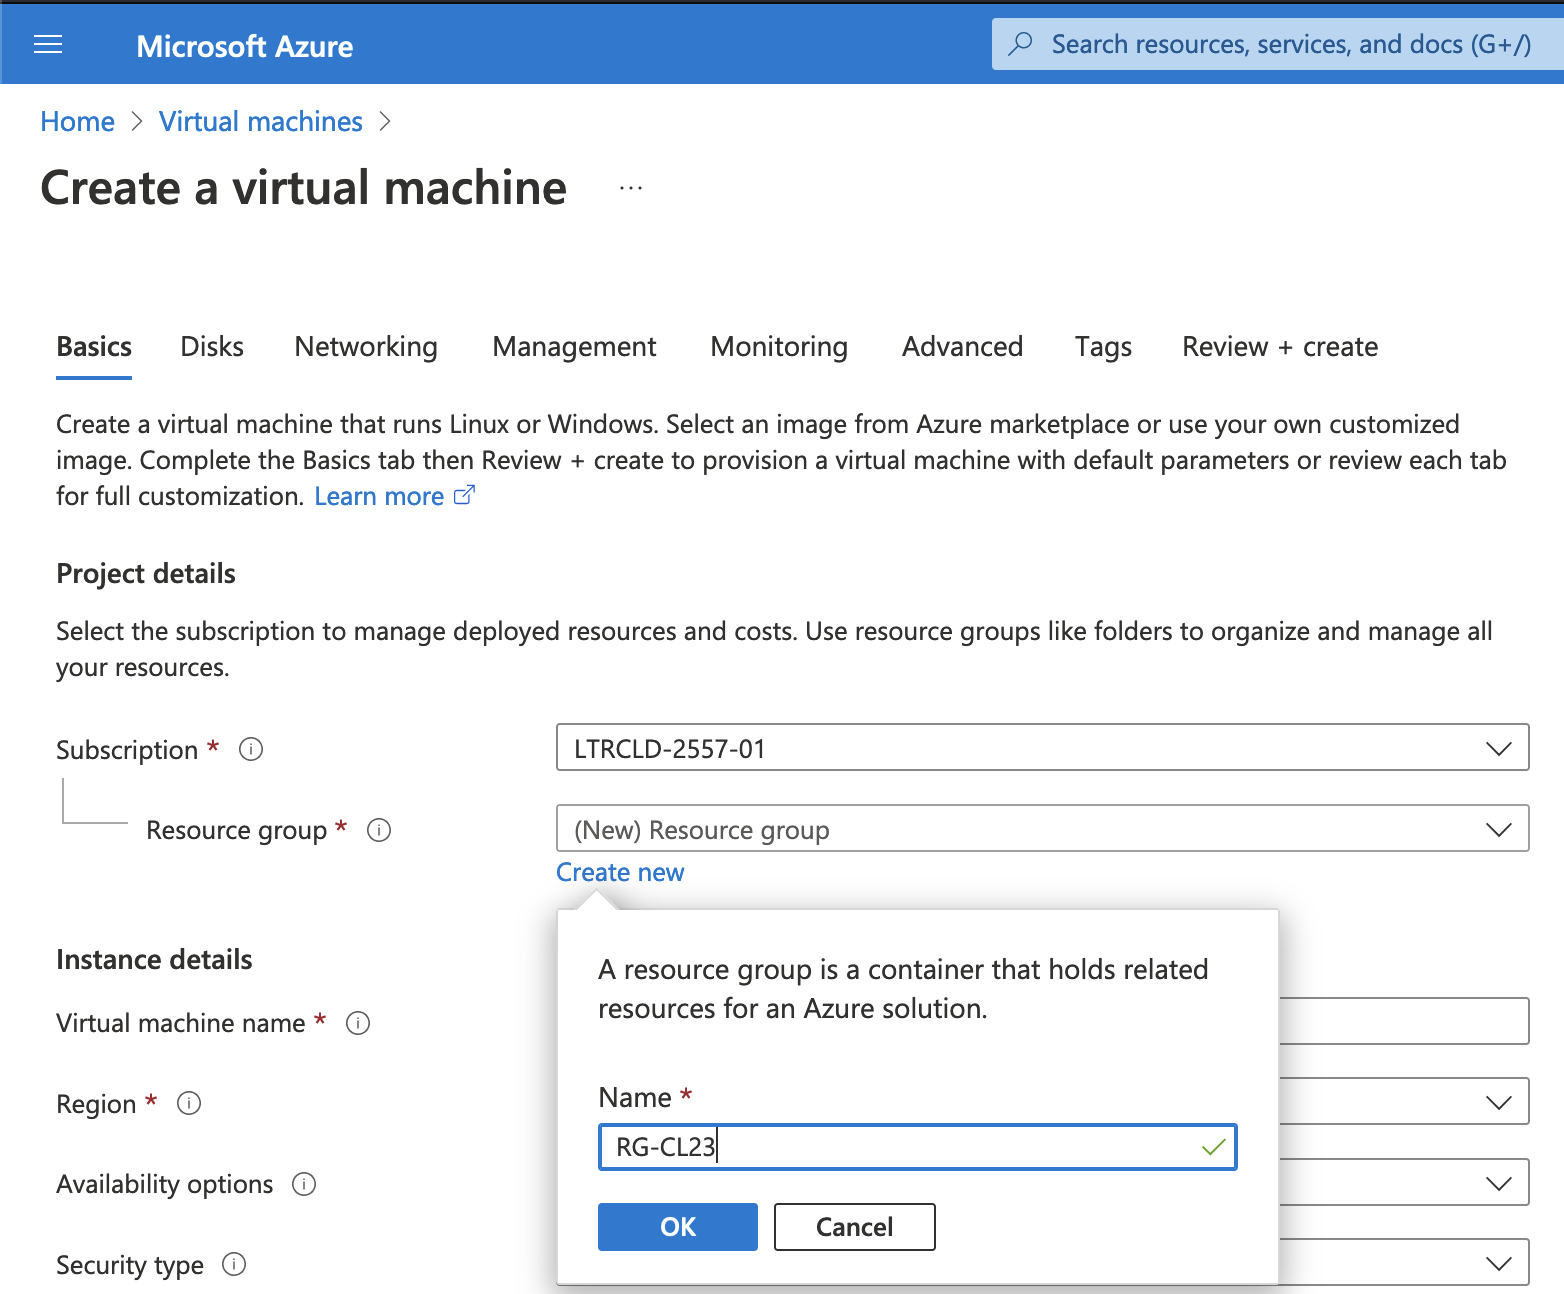 Microsoft Azure
Search resources, services, and docs (G+/)
Home > Virtual machines >
Create a virtual machine ...
Basics Disks Networking Management Monitoring Advanced Tags Review + create
Create a virtual machine that runs Linux or Windows. Select an image from Azure marketplace or use your own customized
image. Complete the Basics tab then Review + create to provision a virtual machine with default parameters or review each tab
for full customization. Learn more
Project details
Select the subscription to manage deployed resources and costs. Use resource groups like folders to organize and manage all
your resources.
Subscription *
LTRCLD-2557-01
Resource group *
(New) Resource group
Create new
A resource group is a container that holds related
resources for an Azure solution.
Name *
RG-CL23
OK Cancel
Instance details
Virtual machine name *
Region *
Availability options
Security type